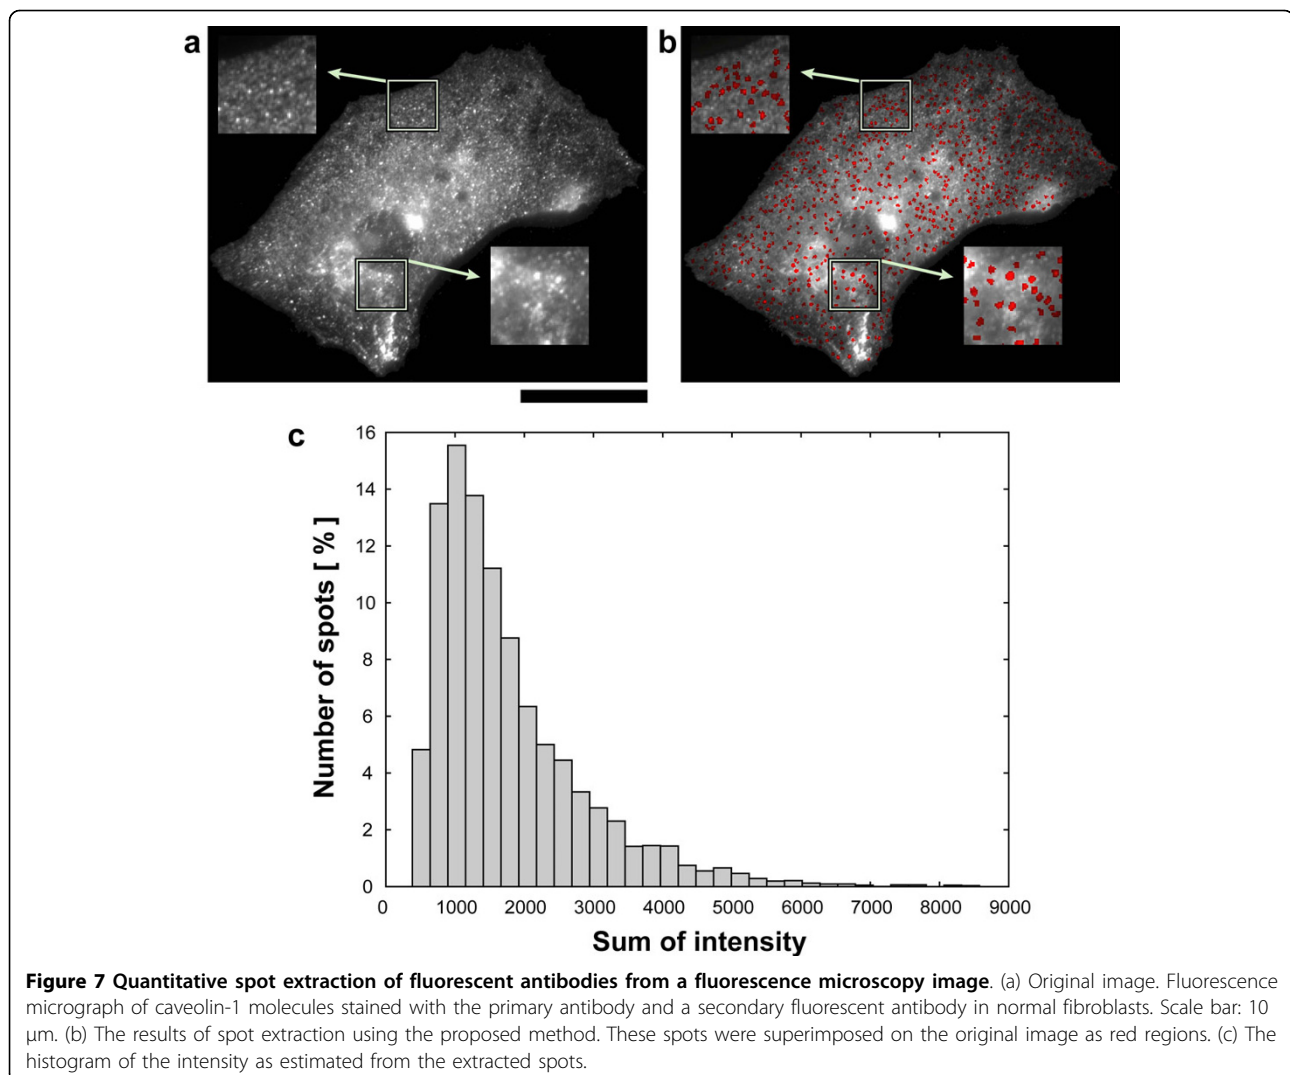 a
b
c
16
14
12
10
8
6
4
2
0
Number of spots [ % ]
0 1000 2000 3000 4000 5000 6000 7000 8000 9000
Sum of intensity
Figure 7 Quantitative spot extraction of fluorescent antibodies from a fluorescence microscopy image. (a) Original image. Fluorescence
micrograph of caveolin-1 molecules stained with the primary antibody and a secondary fluorescent antibody in normal fibroblasts. Scale bar: 10
μm. (b) The results of spot extraction using the proposed method. These spots were superimposed on the original image as red regions. (c) The
histogram of the intensity as estimated from the extracted spots.